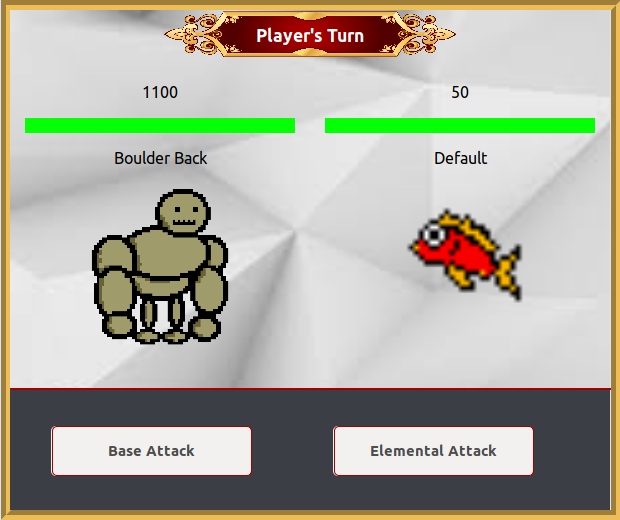 Player's Turn
1100
50
Boulder Back
Default
Base Attack
Elemental Attack